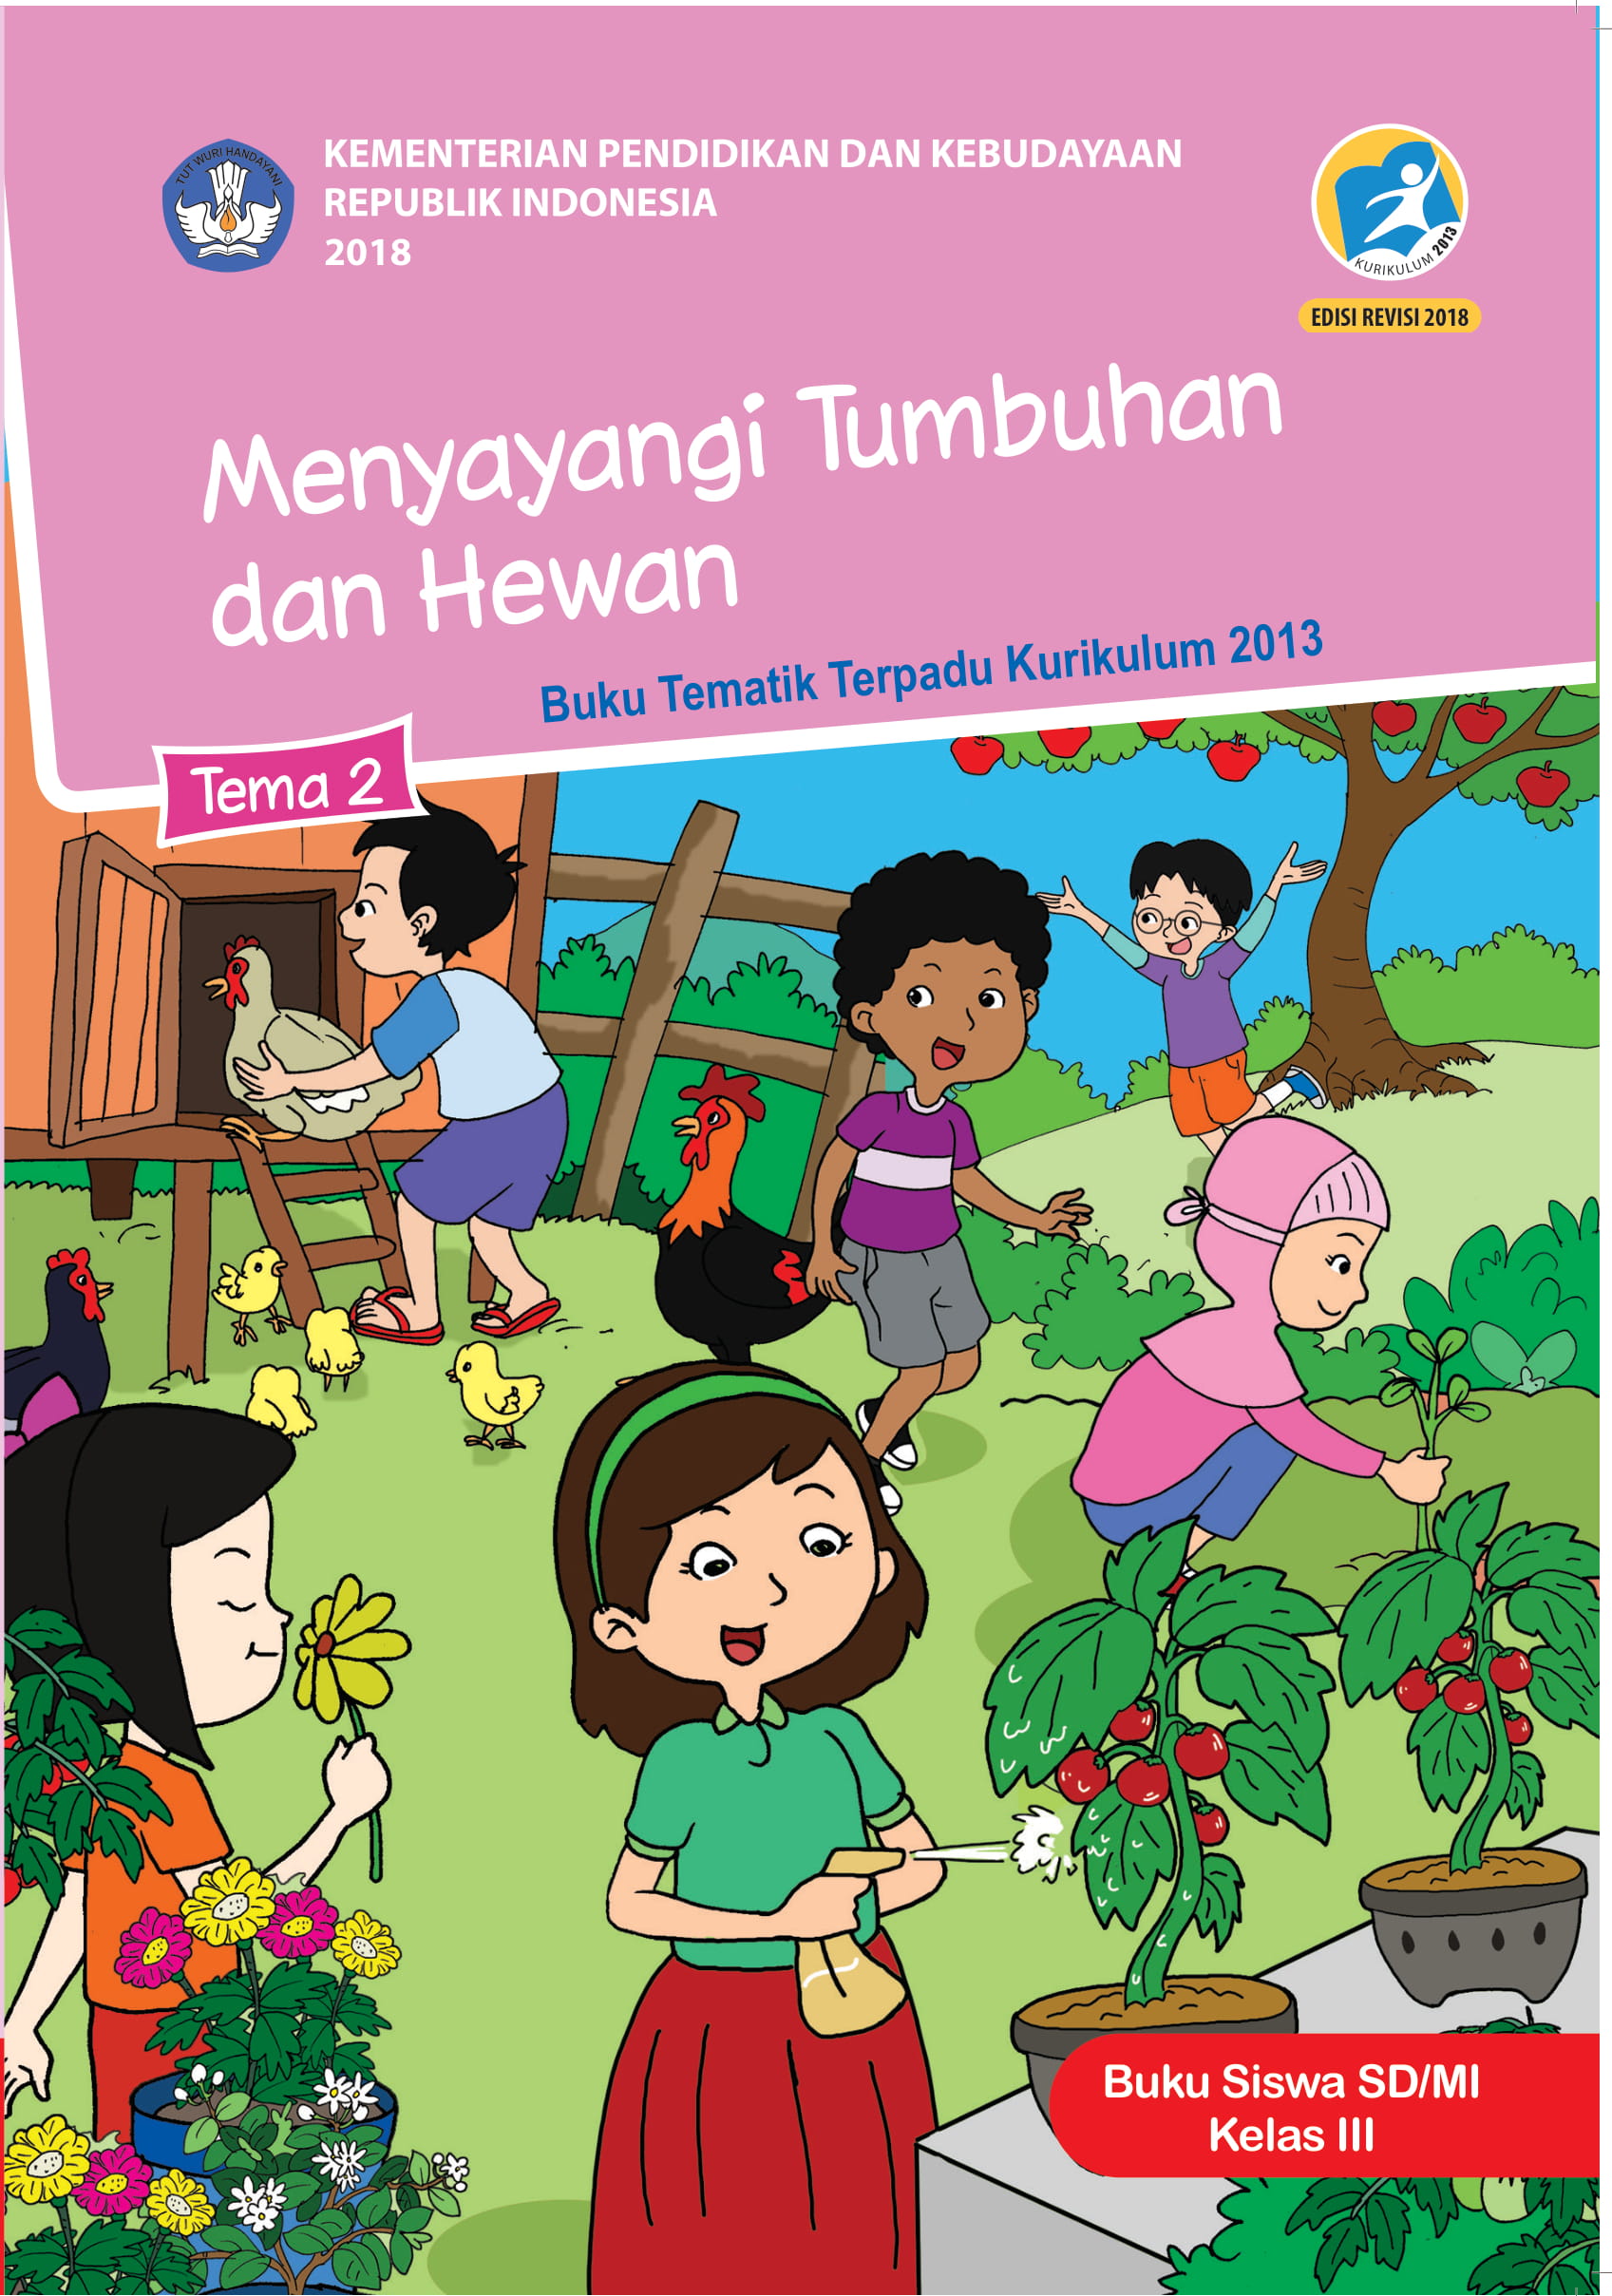 TUT WURI HANDAYANI
KEMENTERIAN PENDIDIKAN DAN KEBUDAYAAN
REPUBLIK INDONESIA
2018
KURIKULUM 2013
EDISI REVISI 2018
Menyayangi Tumbuhan
dan Hewan
Buku Tematik Terpadu Kurikulum 2013
Tema 2
Buku Siswa SD/MI
Kelas III